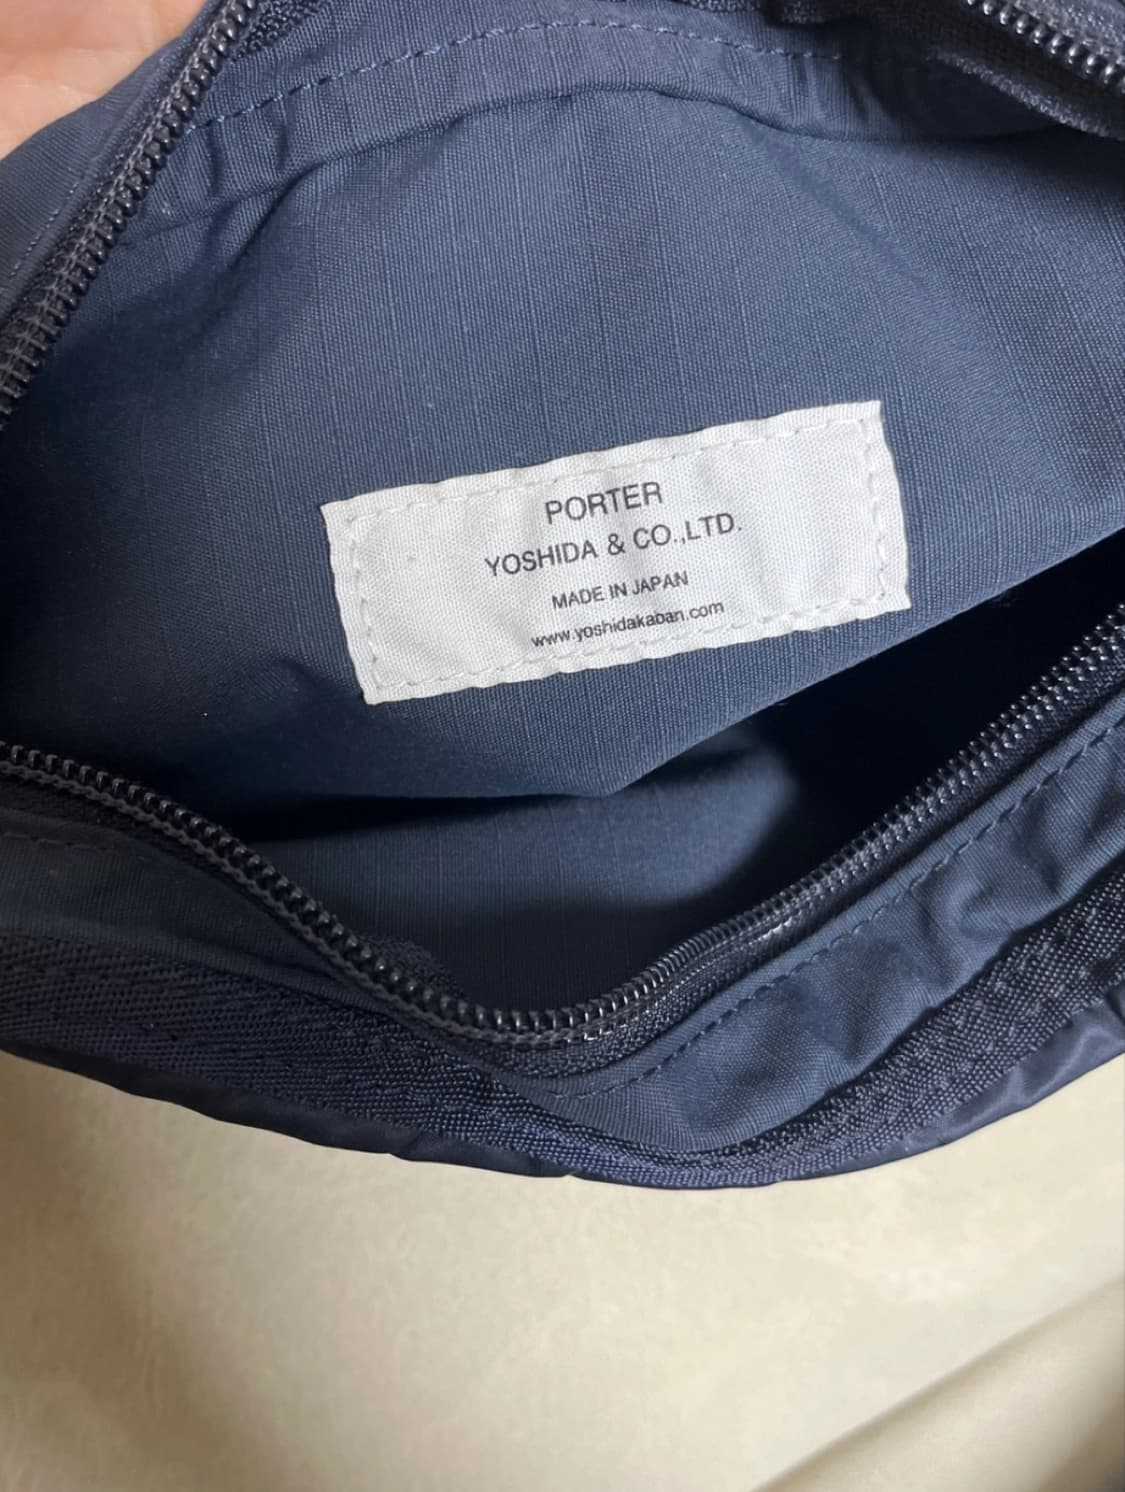 PORTER
YOSHIDA & CO.,LTD.
MADE IN JAPAN
www.yoshidakaban.com